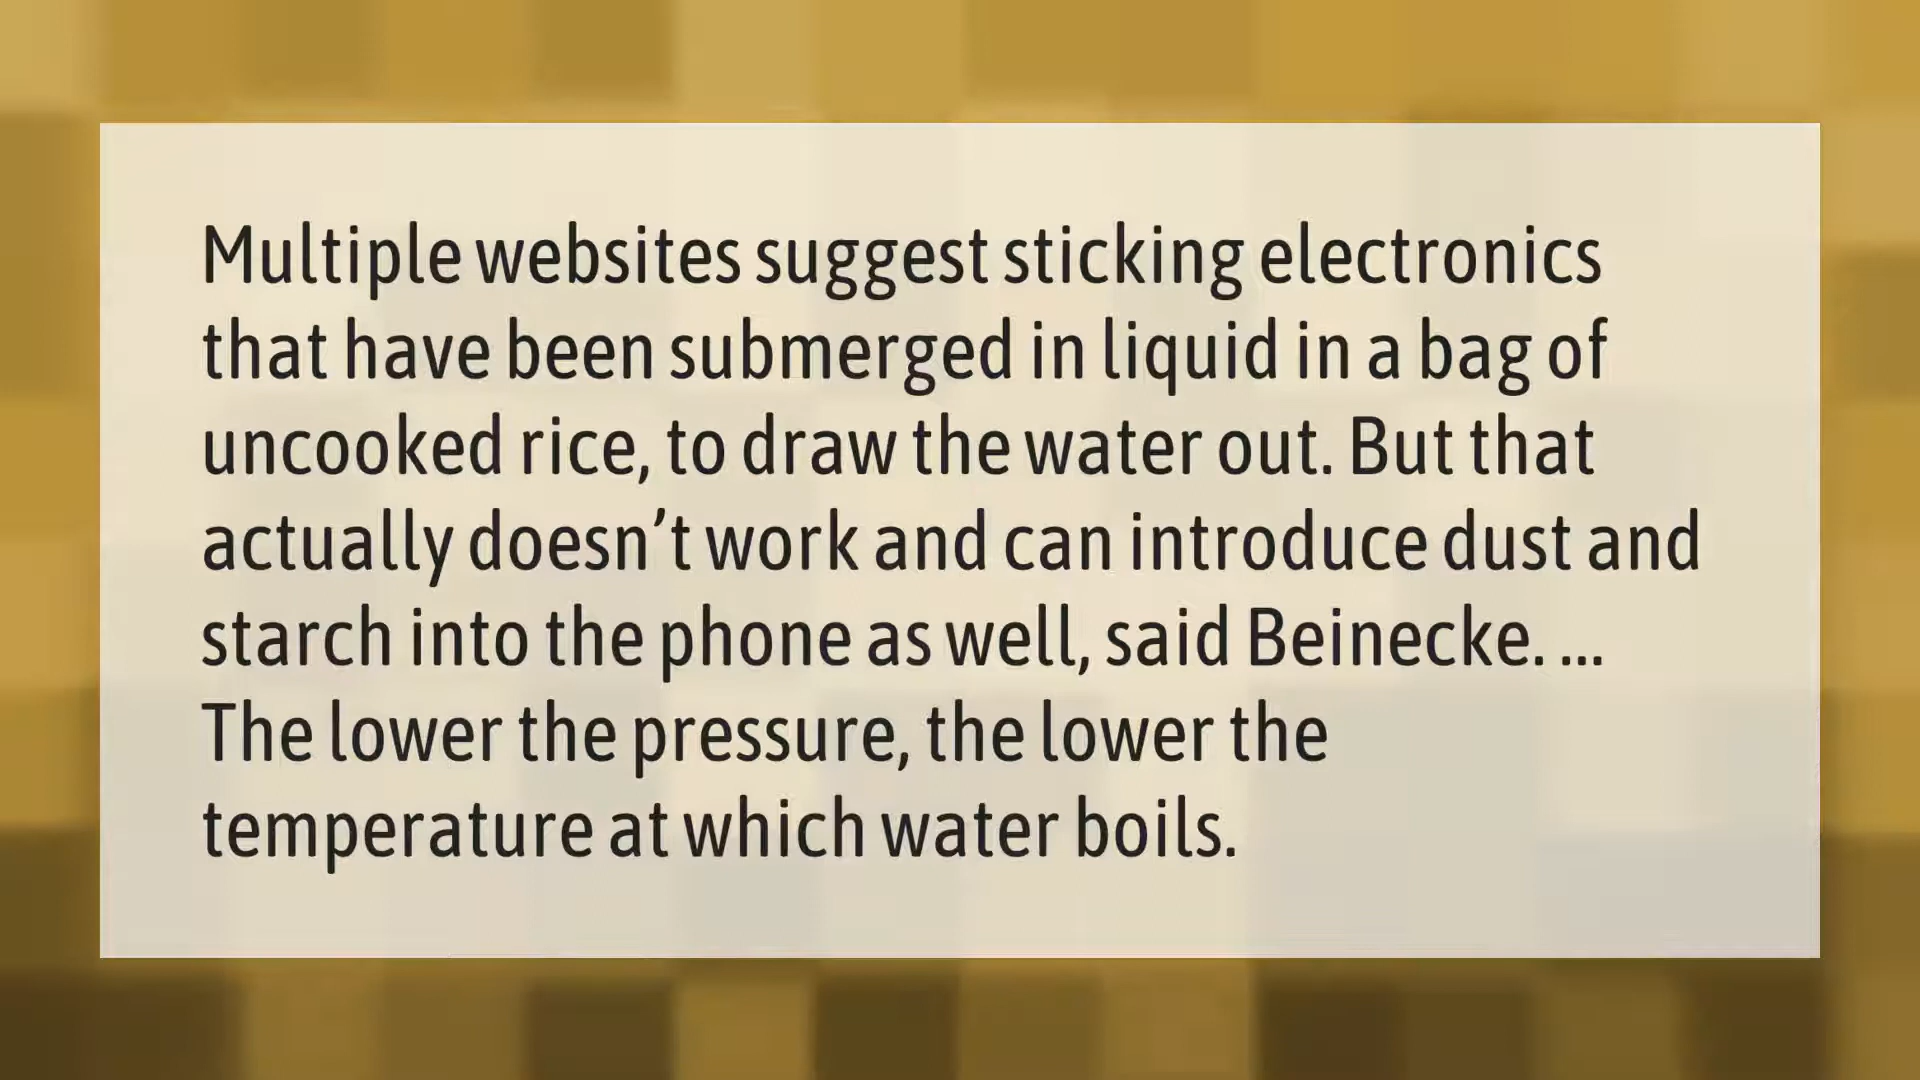 Multiple websites suggest sticking electronics
that have been submerged in liquid in a bag of
uncooked rice, to draw the water out. But that
actually doesn’t work and can introduce dust and
starch into the phone as well, said Beinecke. ...
The lower the pressure, the lower the
temperature at which water boils.